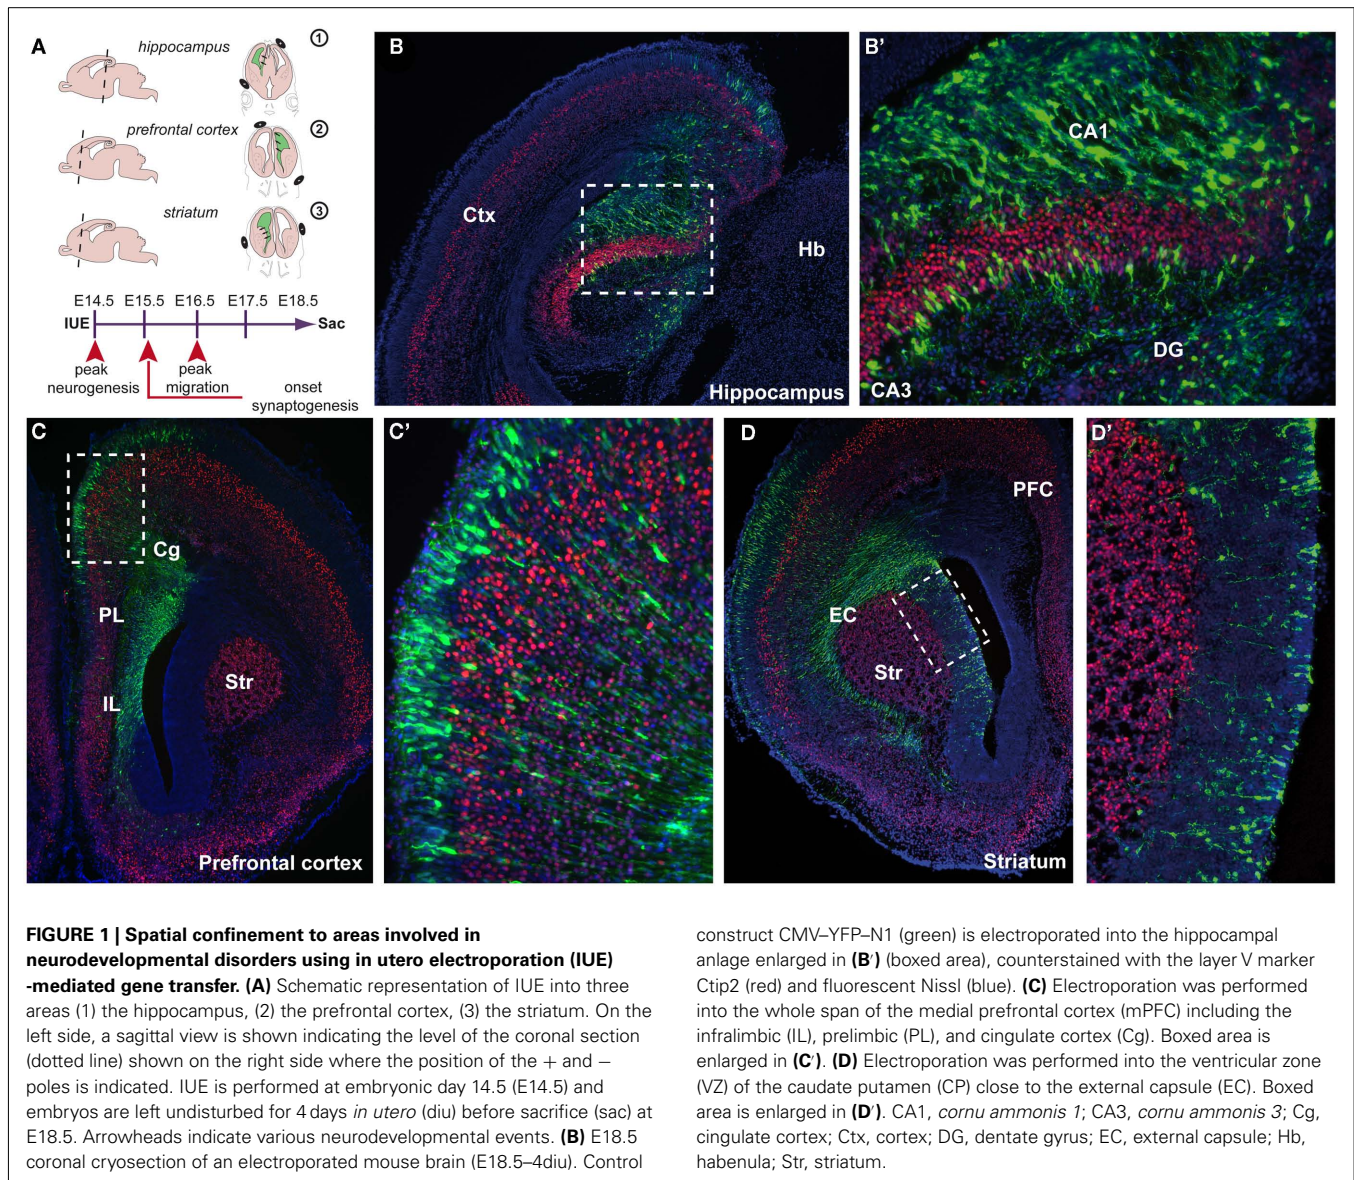 A
hippocampus
1
prefrontal cortex
2
striatum
3
E14.5 E15.5 E16.5 E17.5 E18.5
IUE
Sac
peak
neurogenesis
peak
migration
onset
synaptogenesis
B
Ctx
Hb
Hippocampus
B'
CA1
DG
CA3
C
Cg
PL
IL
Str
Prefrontal cortex
C'
D
PFC
EC
Str
Striatum
D'
FIGURE 1 | Spatial confinement to areas involved in
neurodevelopmental disorders using in utero electroporation (IUE)
-mediated gene transfer. (A) Schematic representation of IUE into three
areas (1) the hippocampus, (2) the prefrontal cortex, (3) the striatum. On the
left side, a sagittal view is shown indicating the level of the coronal section
(dotted line) shown on the right side where the position of the + and −
poles is indicated. IUE is performed at embryonic day 14.5 (E14.5) and
embryos are left undisturbed for 4 days in utero (diu) before sacrifice (sac) at
E18.5. Arrowheads indicate various neurodevelopmental events. (B) E18.5
coronal cryosection of an electroporated mouse brain (E18.5–4diu). Control
construct CMV–YFP–N1 (green) is electroporated into the hippocampal
anlage enlarged in (B') (boxed area), counterstained with the layer V marker
Ctip2 (red) and fluorescent Nissl (blue). (C) Electroporation was performed
into the whole span of the medial prefrontal cortex (mPFC) including the
infralimbic (IL), prelimbic (PL), and cingulate cortex (Cg). Boxed area is
enlarged in (C'). (D) Electroporation was performed into the ventricular zone
(VZ) of the caudate putamen (CP) close to the external capsule (EC). Boxed
area is enlarged in (D'). CA1, cornu ammonis 1; CA3, cornu ammonis 3; Cg,
cingulate cortex; Ctx, cortex; DG, dentate gyrus; EC, external capsule; Hb,
habenula; Str, striatum.